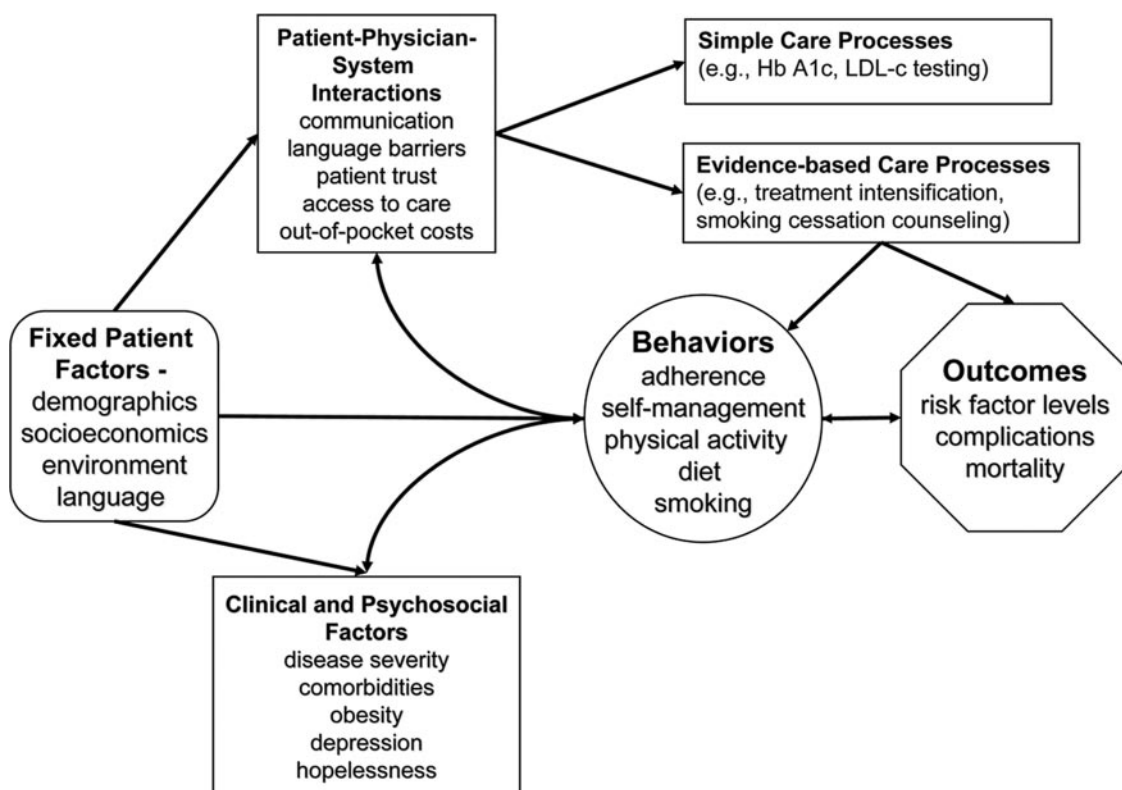 Patient-Physician-
System
Interactions
communication
language barriers
patient trust
access to care
out-of-pocket costs
Simple Care Processes
(e.g., Hb A1c, LDL-c testing)
Evidence-based Care Processes
(e.g., treatment intensification,
smoking cessation counseling)
Fixed Patient
Factors -
demographics
socioeconomics
environment
language
Behaviors
adherence
self-management
physical activity
diet
smoking
Outcomes
risk factor levels
complications
mortality
Clinical and Psychosocial
Factors
disease severity
comorbidities
obesity
depression
hopelessness